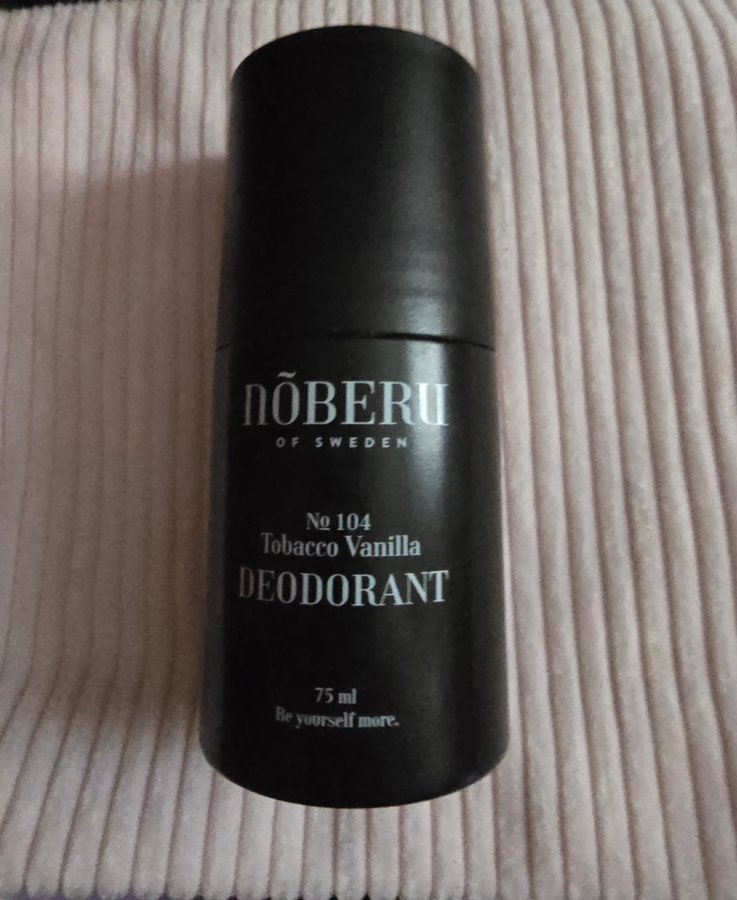 nõBERU
OF SWEDEN
№ 104
Tobacco Vanilla
DEODORANT
75 ml
Be yourself more.